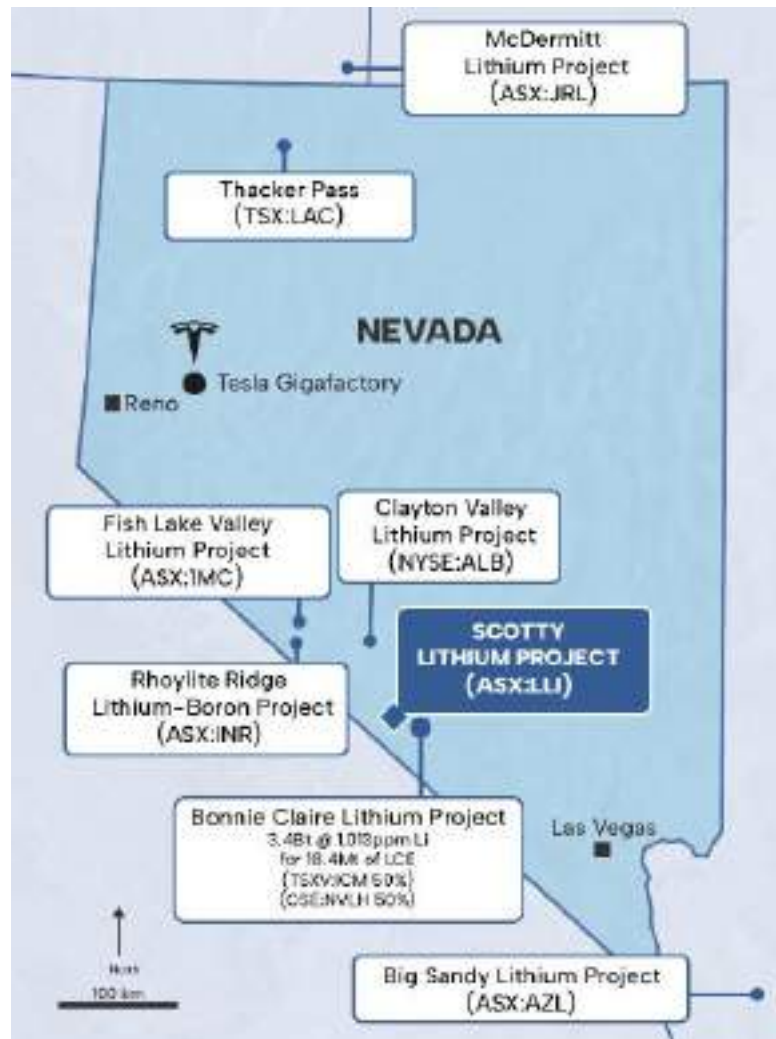 McDermitt
Lithium Project
(ASX:JRL)
Thacker Pass
(TSX:LAC)
NEVADA
Tesla Gigafactory
Reno
Fish Lake Valley
Lithium Project
(ASX:1MC)
Clayton Valley
Lithium Project
(NYSE:ALB)
SCOTTY
LITHIUM PROJECT
(ASX:LLI)
Rhoylite Ridge
Lithium-Boron Project
(ASX:INR)
Bonnie Claire Lithium Project
3.4Bt @ 1.013ppm Li
for 18.4Mt of LCE
(TSXV:ICM 50%)
(CSE:NVLH 50%)
Las Vegas
North
100 km
Big Sandy Lithium Project
(ASX:AZL)